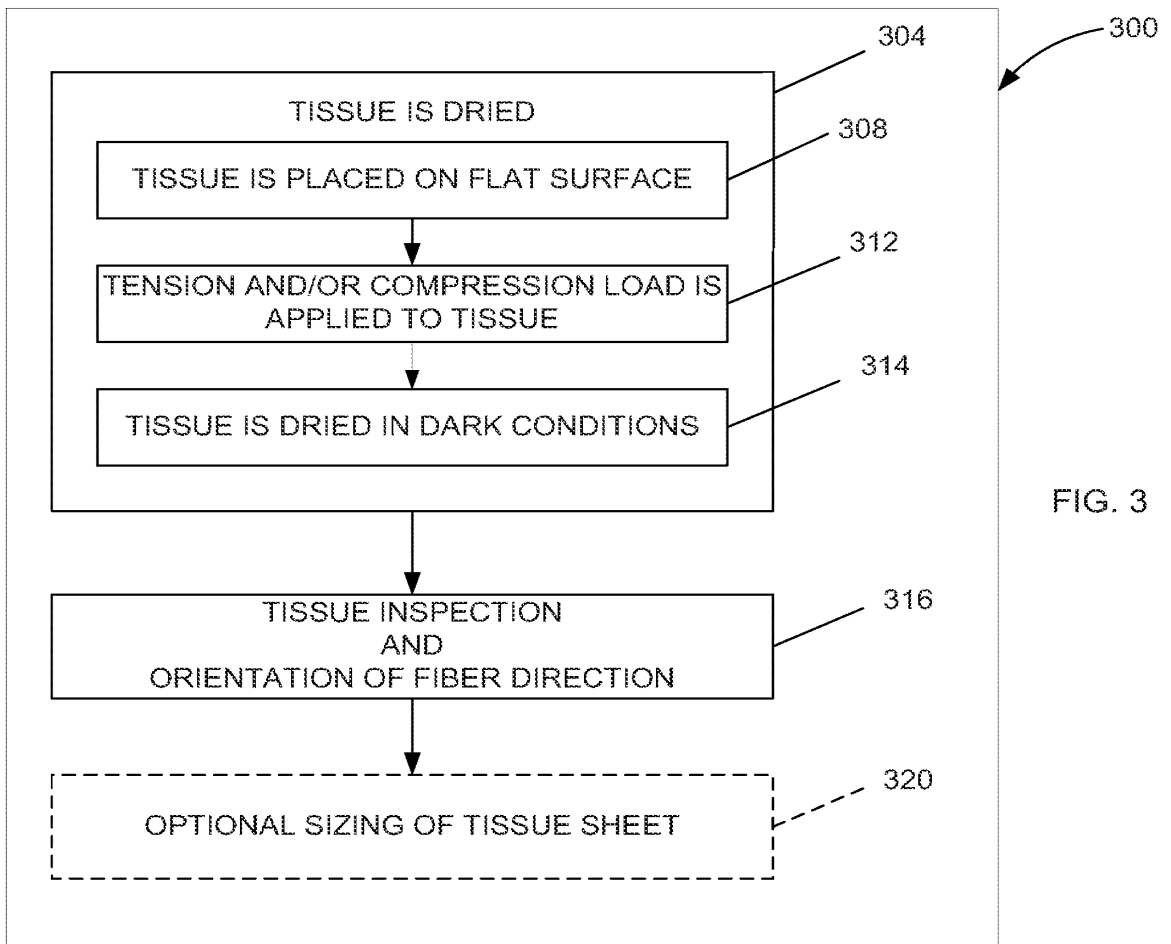 300
304
TISSUE IS DRIED
308
TISSUE IS PLACED ON FLAT SURFACE
312
TENSION AND/OR COMPRESSION LOAD IS
APPLIED TO TISSUE
314
TISSUE IS DRIED IN DARK CONDITIONS
FIG. 3
316
TISSUE INSPECTION
AND
ORIENTATION OF FIBER DIRECTION
320
OPTIONAL SIZING OF TISSUE SHEET